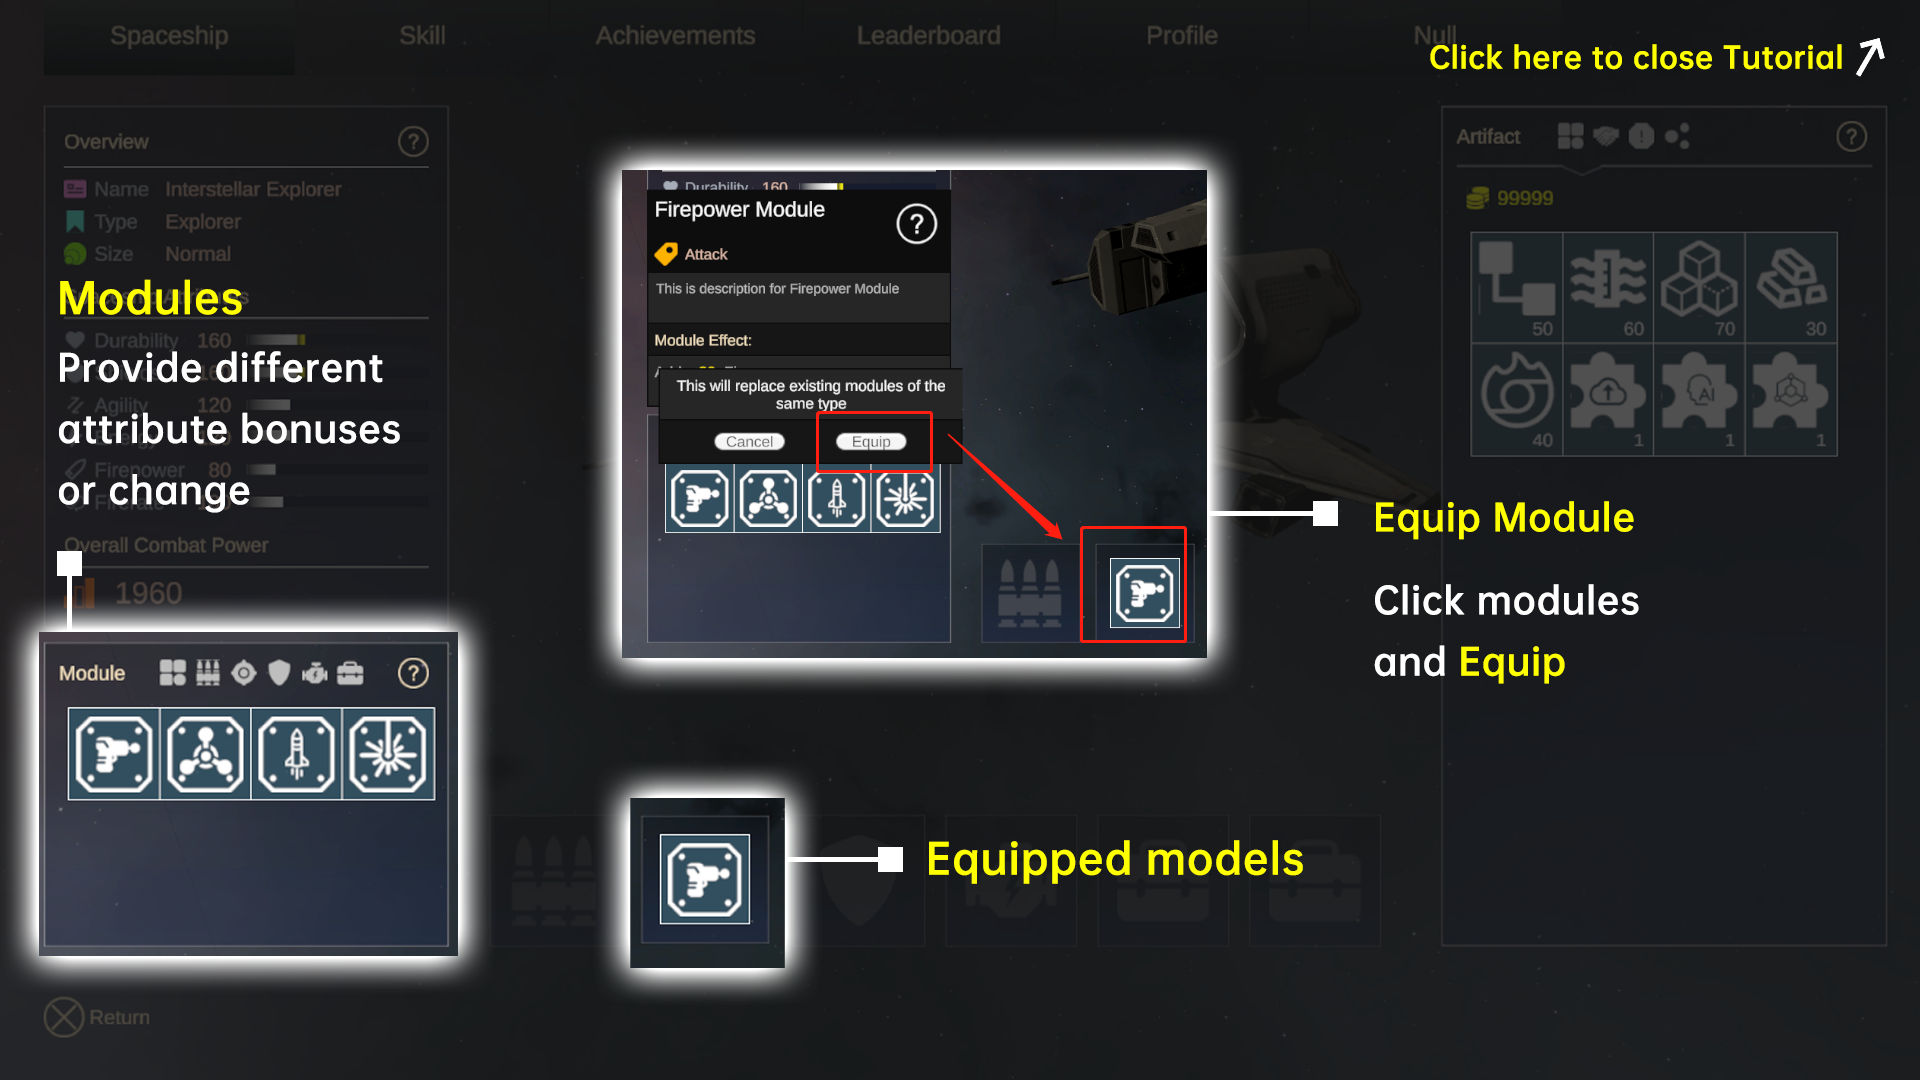 Spaceship
Skill
Achievements
Leaderboard
Profile
Null
Click here to close Tutorial
Overview
?
Name Interstellar Explorer
Type Explorer
Size Normal
Modules
Durability 160
Provide different
Agility 120
attribute bonuses
Firepower 80
or change
Overall Combat Power
1960
Module
?
Durability 160
Firepower Module
?
Attack
This is description for Firepower Module
Module Effect:
This will replace existing modules of the
same type
Cancel
Equip
Equip Module
Click modules
and Equip
Equipped models
Artifact
?
99999
50
60
70
30
AI
40
1
1
1
Return